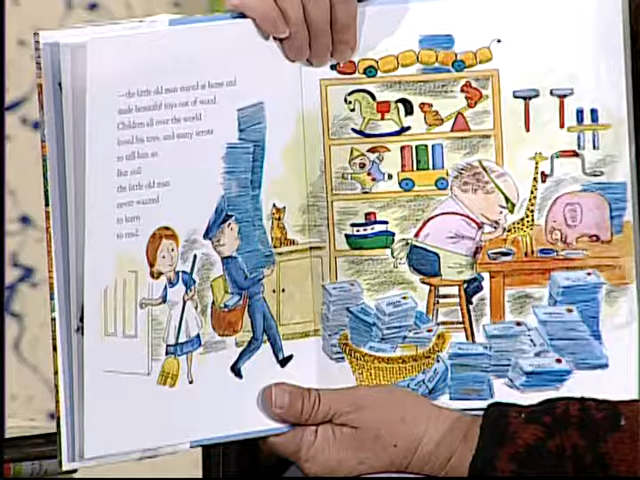 —the little old man stayed at home and
made beautiful toys out of wood.
Children all over the world
loved his toys, and many wrote
to tell him so.
But still
the little old man
never wanted
to learn
to read.